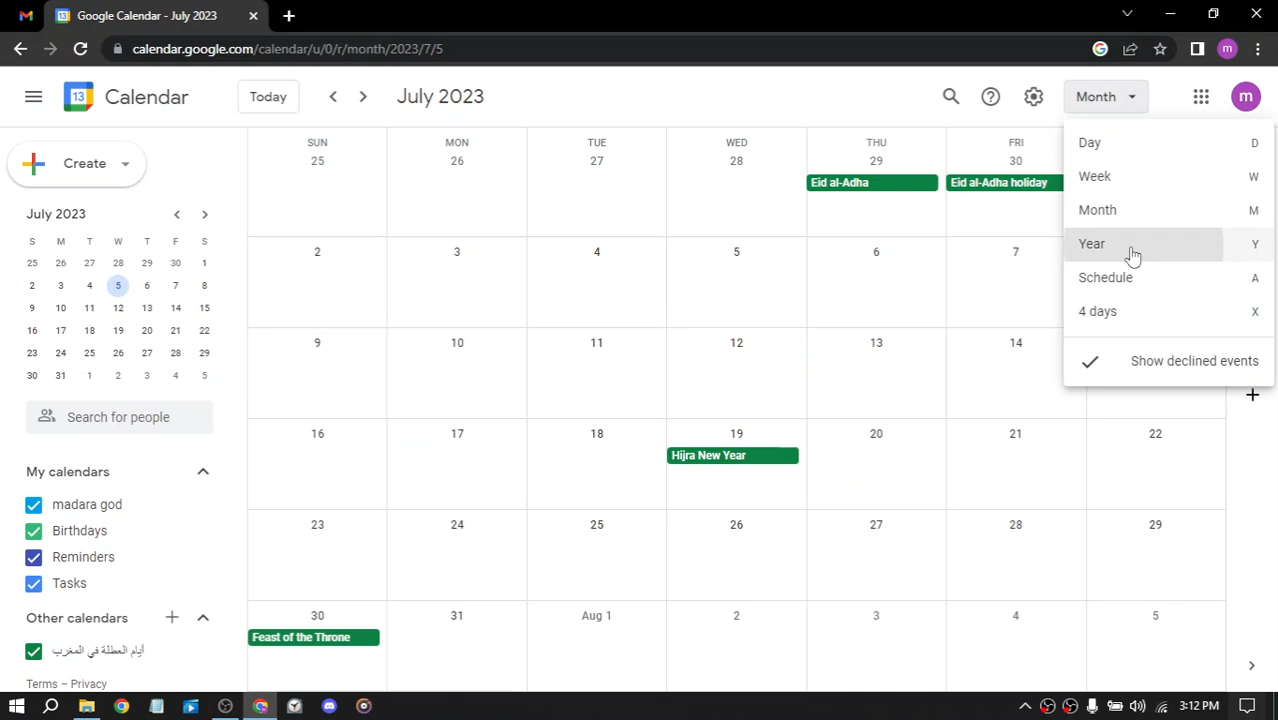 Google Calendar - July 2023
calendar.google.com/calendar/u/0/r/month/2023/7/5
m
13
Calendar
Today
July 2023
Month
m
Create
July 2023
S M T W T F S
25 26 27 28 29 30 1
2 3 4 5 6 7 8
9 10 11 12 13 14 15
16 17 18 19 20 21 22
23 24 25 26 27 28 29
30 31 1 2 3 4 5
Search for people
My calendars
madara god
Birthdays
Reminders
Tasks
Other calendars
أيام العطلة في المغرب
Terms – Privacy
SUN MON TUE WED THU FRI
25 26 27 28 29 30
Eid al-Adha Eid al-Adha holiday
2 3 4 5 6 7
9 10 11 12 13 14
16 17 18 19 20 21 22
Hijra New Year
23 24 25 26 27 28 29
30 31 Aug 1 2 3 4 5
Feast of the Throne
Day D
Week W
Month M
Year Y
Schedule A
4 days X
Show declined events
3:12 PM